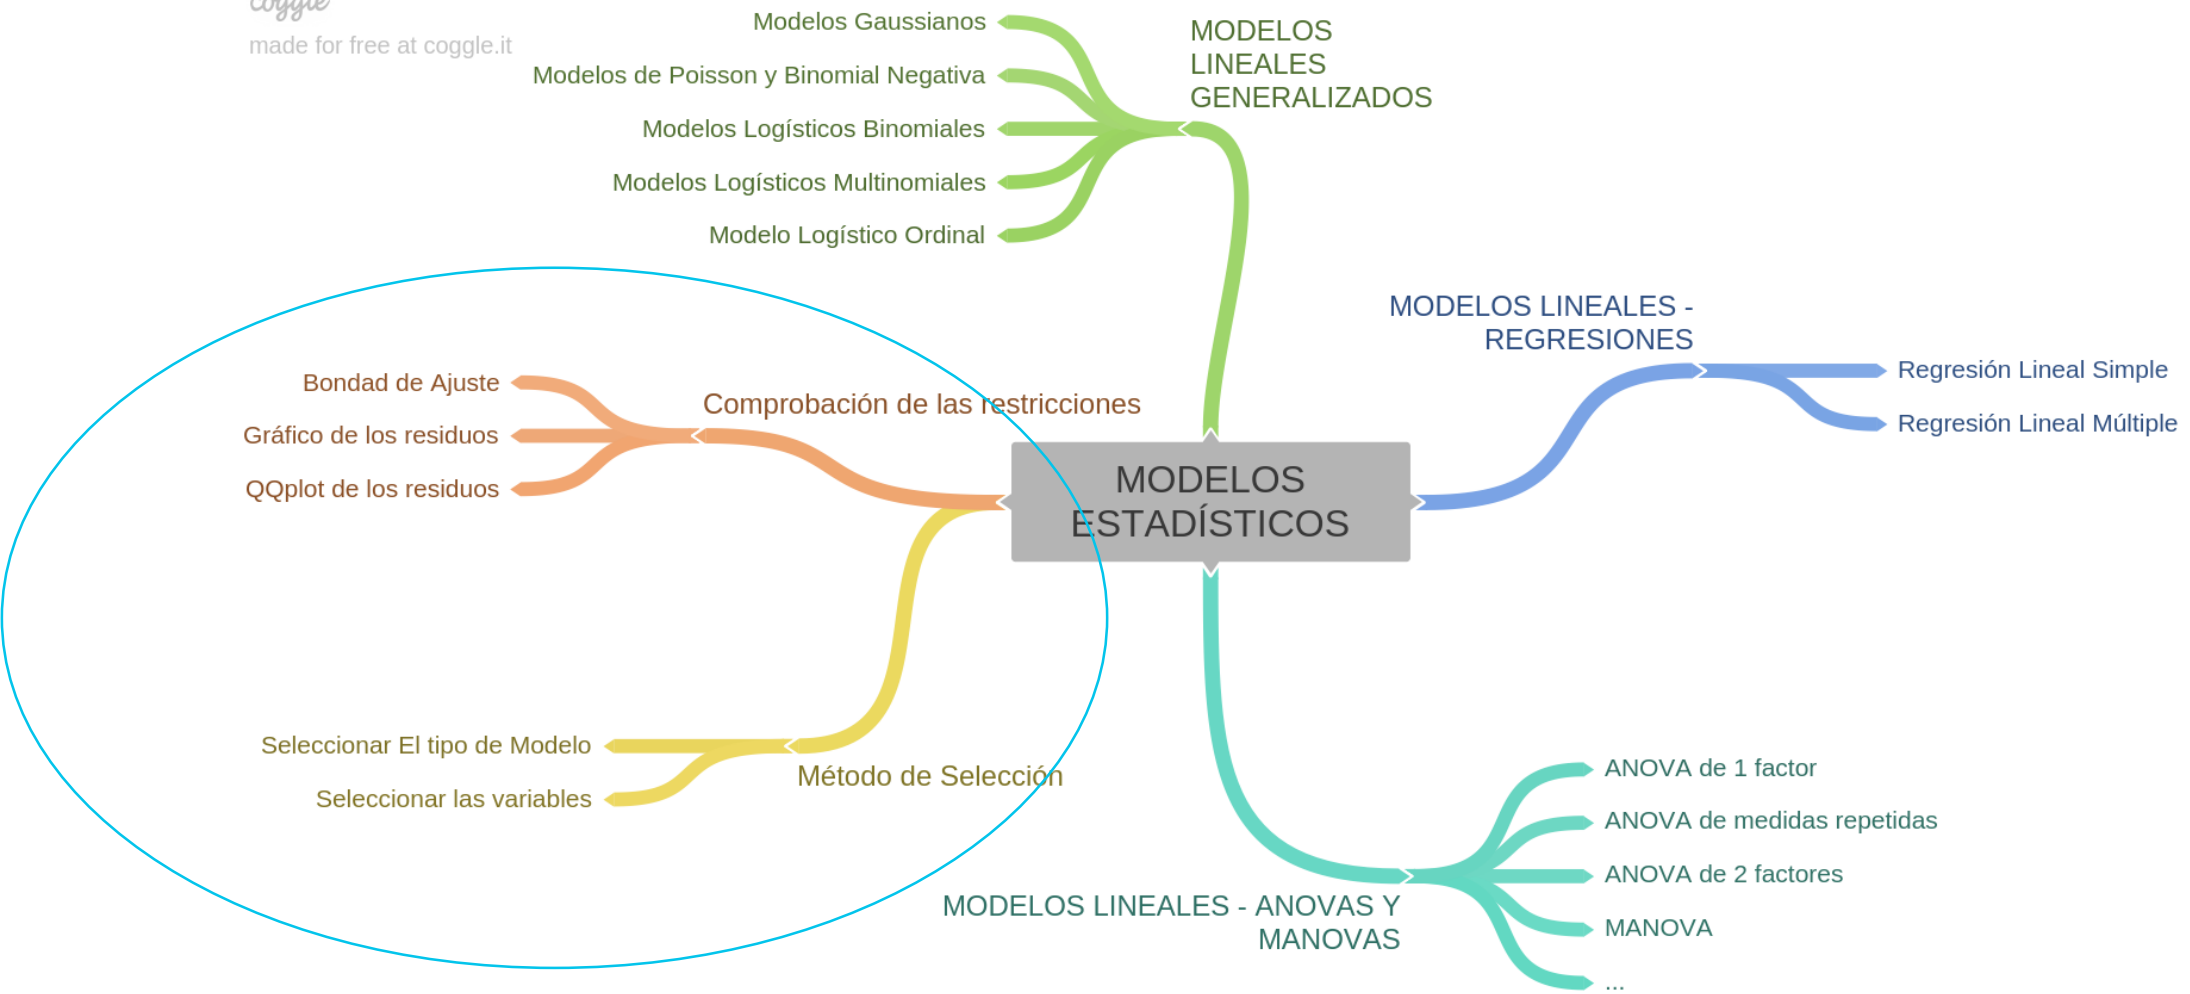 coggle
made for free at coggle.it
Modelos Gaussianos
Modelos de Poisson y Binomial Negativa
Modelos Logísticos Binomiales
Modelos Logísticos Multinomiales
Modelo Logístico Ordinal
MODELOS
LINEALES
GENERALIZADOS
MODELOS LINEALES -
REGRESIONES
Regresión Lineal Simple
Regresión Lineal Múltiple
Comprobación de las restricciones
Bondad de Ajuste
Gráfico de los residuos
QQplot de los residuos
MODELOS
ESTADÍSTICOS
Seleccionar El tipo de Modelo
Seleccionar las variables
Método de Selección
MODELOS LINEALES - ANOVAS Y
MANOVAS
ANOVA de 1 factor
ANOVA de medidas repetidas
ANOVA de 2 factores
MANOVA
...